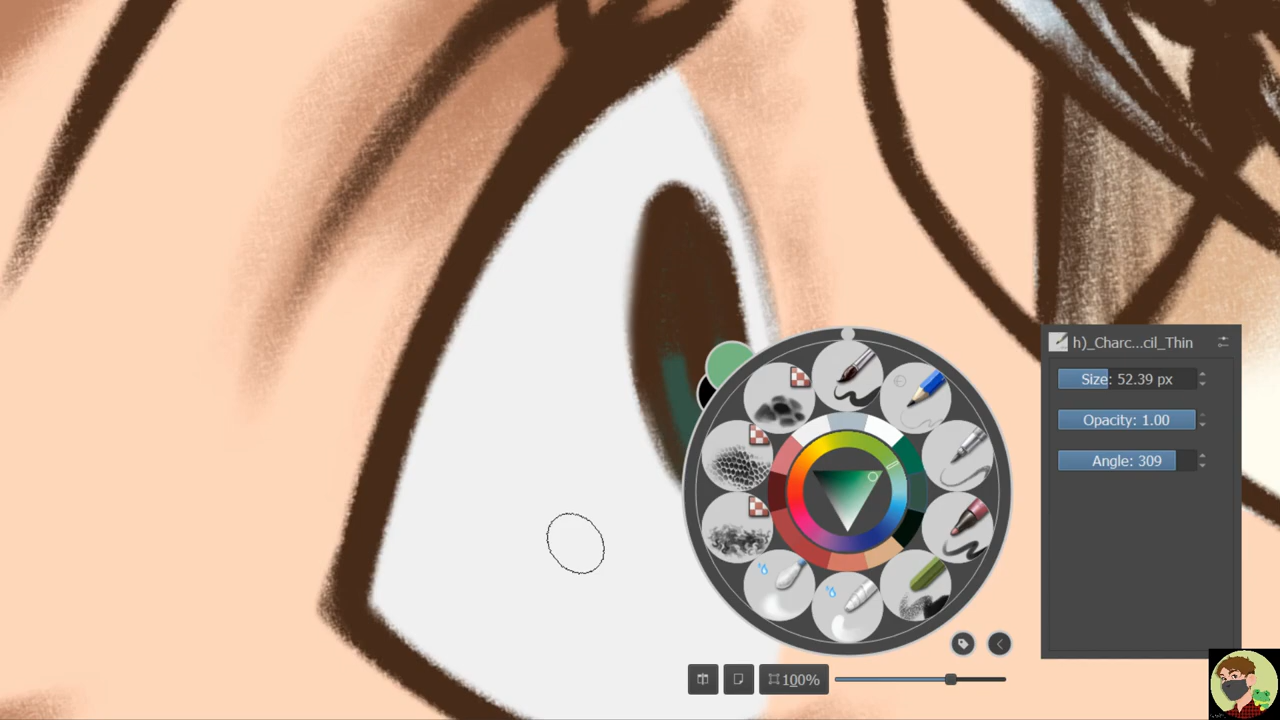 h)_Charc...cil_Thin
Size: 52.39 px
Opacity: 1.00
Angle: 309
100%